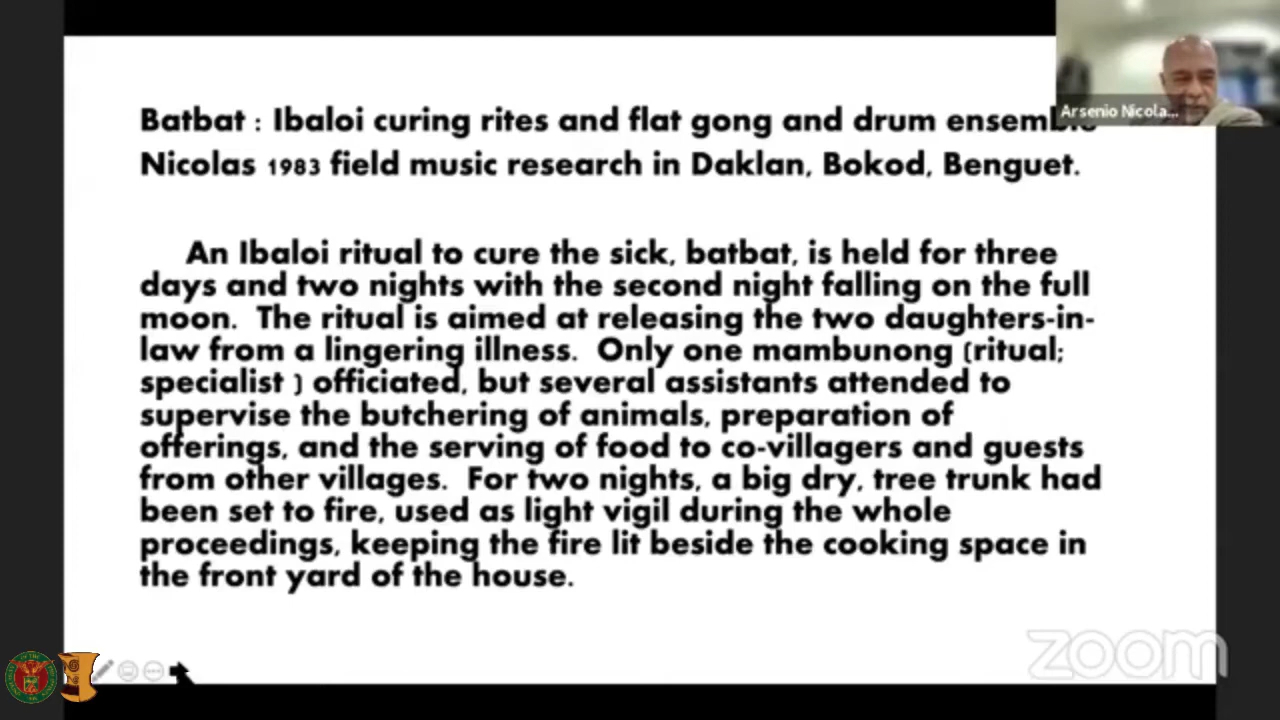 Batbat : Ibaloi curing rites and flat gong and drum ensemble
Arsenio Nicola...
Nicolas 1983 field music research in Daklan, Bokod, Benguet.
An Ibaloi ritual to cure the sick, batbat, is held for three
days and two nights with the second night falling on the full
moon. The ritual is aimed at releasing the two daughters-in-
law from a lingering illness. Only one mambunong (ritual;
specialist ) officiated, but several assistants attended to
supervise the butchering of animals, preparation of
offerings, and the serving of food to co-villagers and guests
from other villages. For two nights, a big dry, tree trunk had
been set to fire, used as light vigil during the whole
proceedings, keeping the fire lit beside the cooking space in
the front yard of the house.
zoom